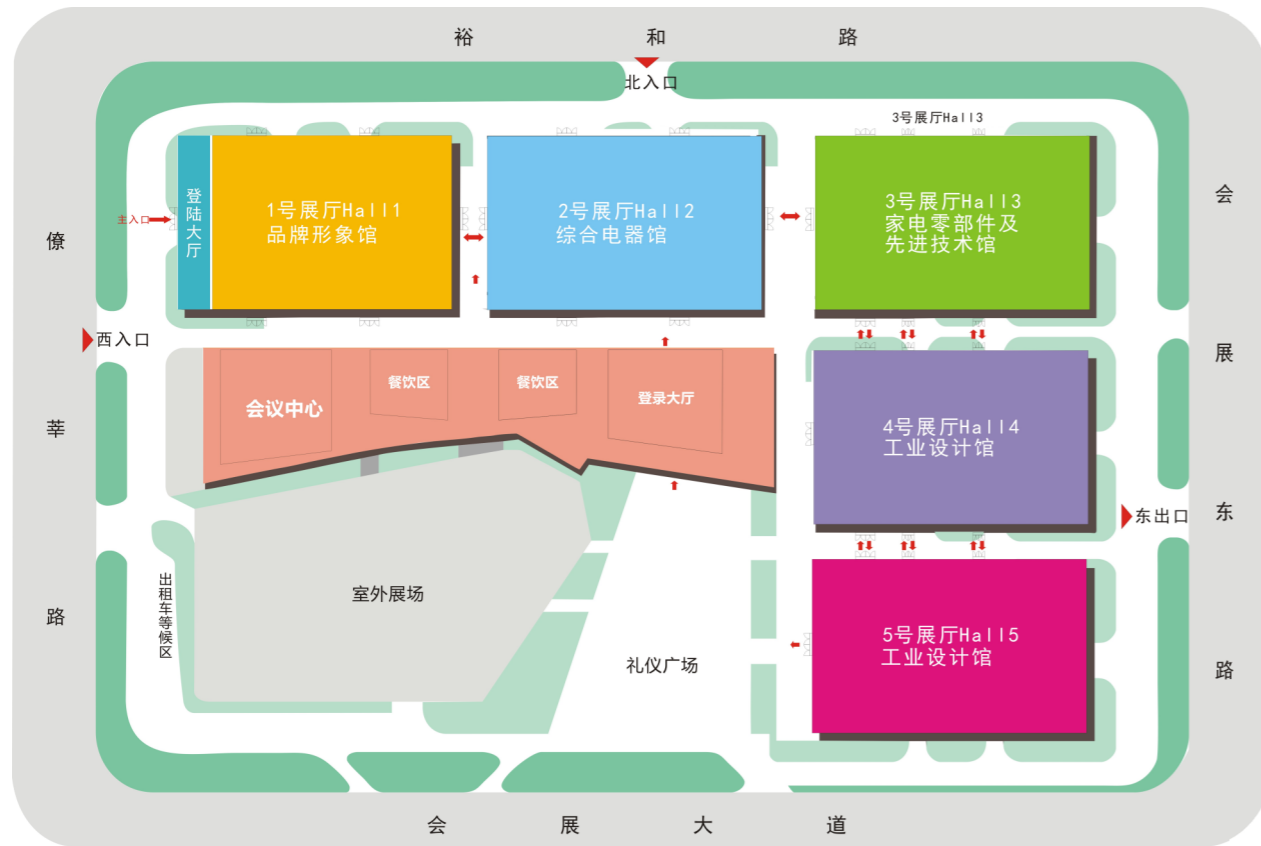 裕和路
北入口
3号展厅Hall3
登陆大厅
主入口
1号展厅Hall1
品牌形象馆
2号展厅Hall2
综合电器馆
3号展厅Hall3
家电零部件及
先进技术馆
会展东路
僚莘路
西入口
会议中心
餐饮区
餐饮区
登录大厅
4号展厅Hall4
工业设计馆
东出口
出租车等候区
室外展场
礼仪广场
5号展厅Hall5
工业设计馆
会展大道